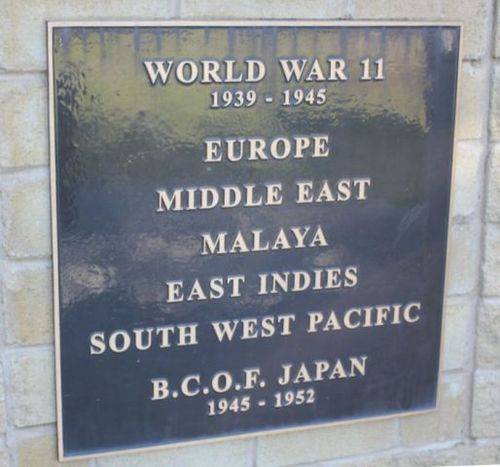 WORLD WAR 11
1939 - 1945
EUROPE
MIDDLE EAST
MALAYA
EAST INDIES
SOUTH WEST PACIFIC
B.C.O.F. JAPAN
1945 - 1952